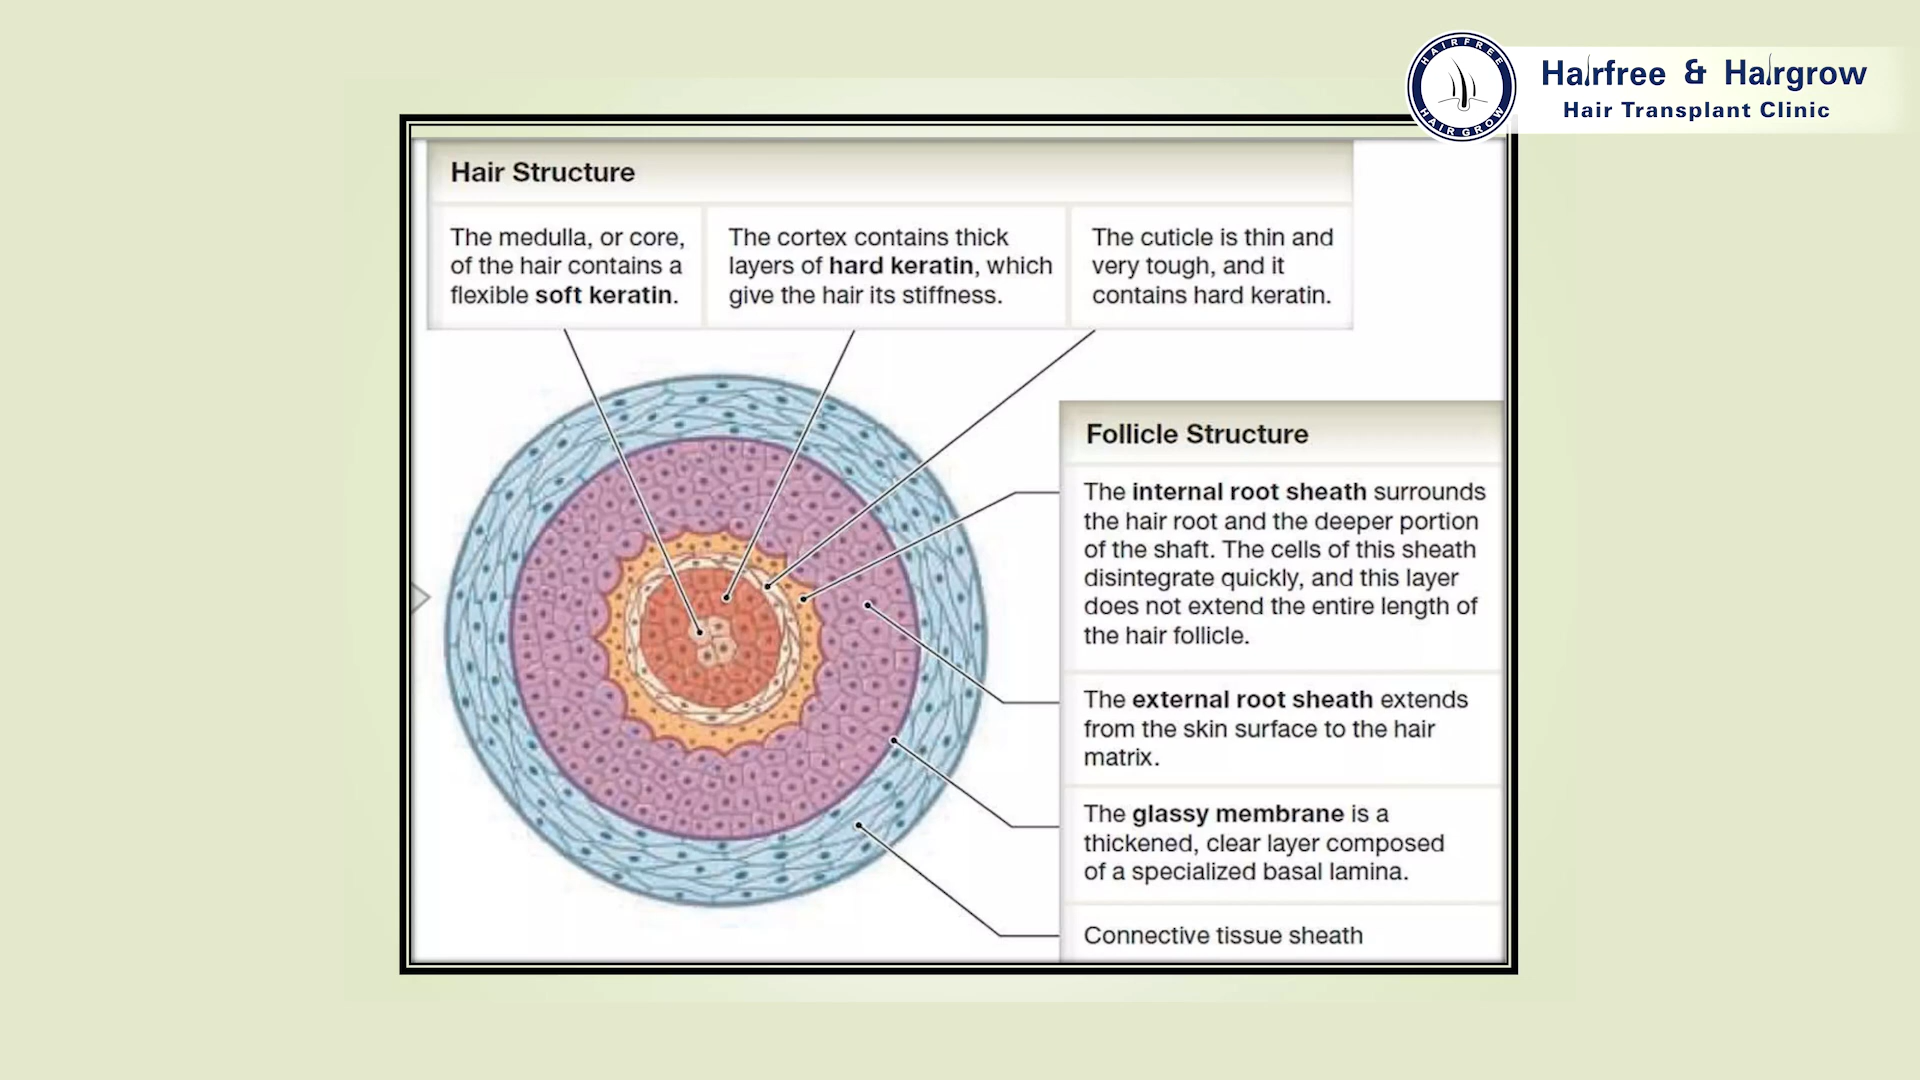 HAIRFREE
HAIR GROW
Hairfree & Hairgrow
Hair Transplant Clinic
Hair Structure
The medulla, or core,
of the hair contains a
flexible soft keratin.
The cortex contains thick
layers of hard keratin, which
give the hair its stiffness.
The cuticle is thin and
very tough, and it
contains hard keratin.
Follicle Structure
The internal root sheath surrounds
the hair root and the deeper portion
of the shaft. The cells of this sheath
disintegrate quickly, and this layer
does not extend the entire length of
the hair follicle.
The external root sheath extends
from the skin surface to the hair
matrix.
The glassy membrane is a
thickened, clear layer composed
of a specialized basal lamina.
Connective tissue sheath